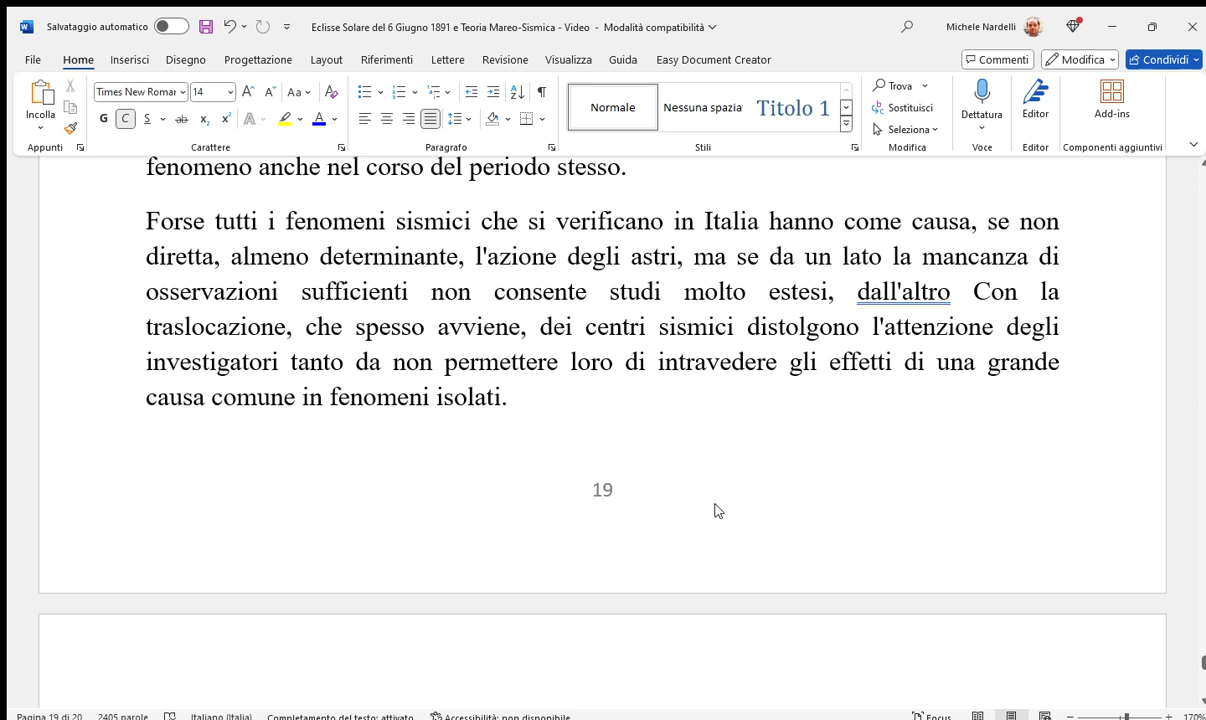 Salvataggio automatico
Eclisse Solare del 6 Giugno 1891 e Teoria Mareo-Sismica - Video - Modalità compatibilità
Michele Nardelli
File Home Inserisci Disegno Progettazione Layout Riferimenti Lettere Revisione Visualizza Guida Easy Document Creator
Commenti Modifica Condividi
Incolla
Times New Roman 14
Aa
G C S ab x₂ x² A A
Normale Nessuna spazia Titolo 1
Trova
Sostituisci
Seleziona
Dettatura
Editor
Add-ins
Appunti Carattere Paragrafo Stili Modifica Voce Editor Componenti aggiuntivi
fenomeno anche nel corso del periodo stesso.
Forse tutti i fenomeni sismici che si verificano in Italia hanno come causa, se non
diretta, almeno determinante, l'azione degli astri, ma se da un lato la mancanza di
osservazioni sufficienti non consente studi molto estesi, dall'altro Con la
traslocazione, che spesso avviene, dei centri sismici distolgono l'attenzione degli
investigatori tanto da non permettere loro di intravedere gli effetti di una grande
causa comune in fenomeni isolati.
19
Pagina 19 di 20 2405 parole Italiano (Italia) Completamento del testo: attivato Accessibilità: non disponibile Focus 170%